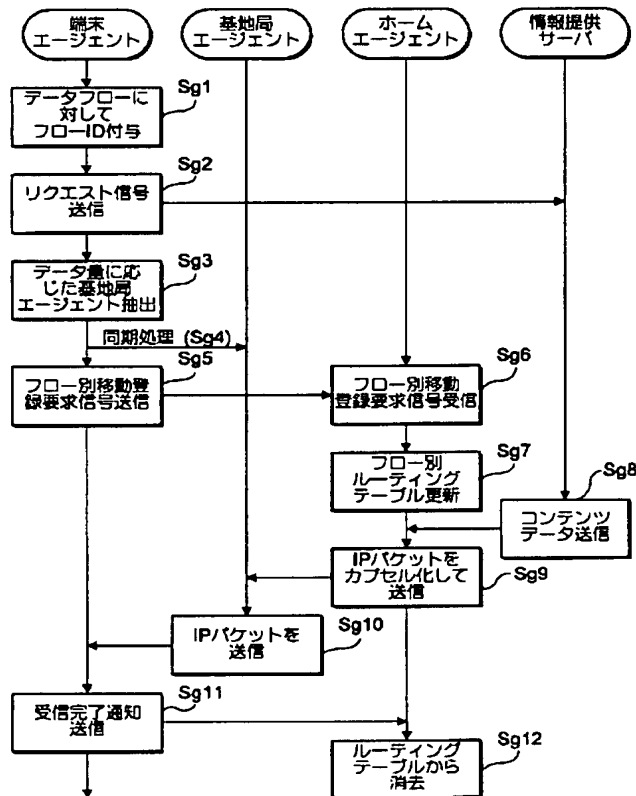 端末
エージェント
基地局
エージェント
ホーム
エージェント
情報提供
サーバ
データフローに
対して
フローID付与
Sg1
リクエスト信号
送信
Sg2
データ量に応
じた基地局
エージェント抽出
Sg3
同期処理 (Sg4)
フロー別移動登
録要求信号送信
Sg5
フロー別移動
登録要求信号受信
Sg6
フロー別
ルーティング
テーブル更新
Sg7
コンテンツ
データ送信
Sg8
IPパケットを
カプセル化して
送信
Sg9
IPパケットを
送信
Sg10
受信完了通知
送信
Sg11
ルーティング
テーブルから
消去
Sg12